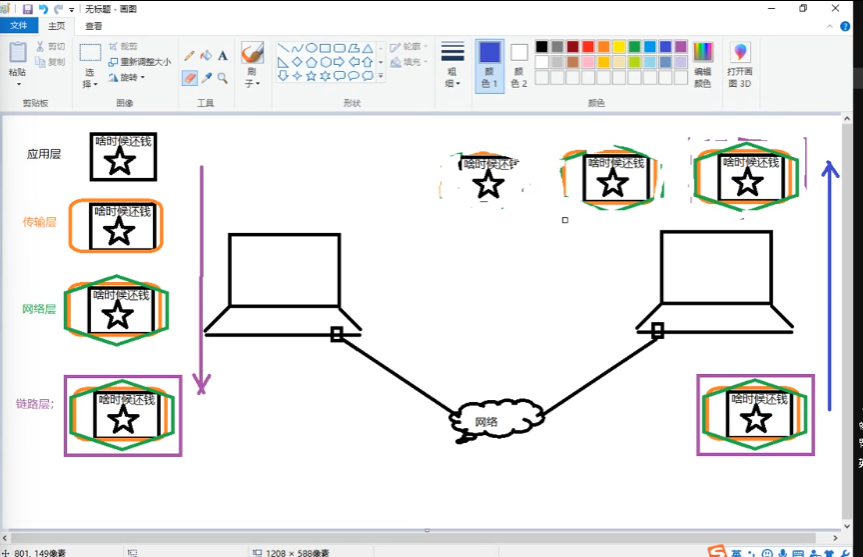 无标题 - 画图
文件 主页 查看
粘贴
剪切
复制
剪贴板
选择
裁剪
重新调整大小
旋转
图像
A
工具
刷子
轮廓
填充
形状
粗细
颜色 1
颜色 2
颜色
编辑颜色
打开画图 3D
应用层
啥时候还钱
传输层
啥时候还钱
网络层
啥时候还钱
链路层;
啥时候还钱
啥时候还钱
啥时候还钱
啥时候还钱
网络
啥时候还钱
801, 149像素
1208 × 588像素
英